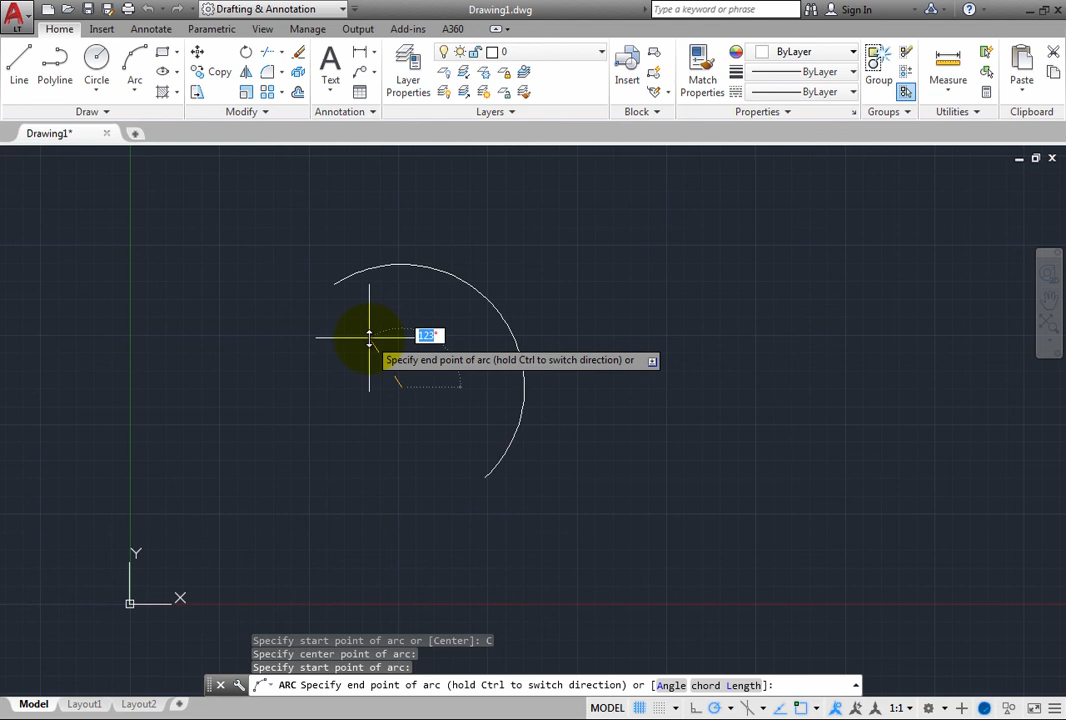 Drafting & Annotation
Drawing1.dwg
Type a keyword or phrase
Sign In
LT
Home Insert Annotate Parametric View Manage Output Add-ins A360
Line
Polyline
Circle
Arc
Copy
Text
Layer
Properties
0
Insert
Match
Properties
ByLayer
ByLayer
ByLayer
Group
Measure
Paste
Draw
Modify
Annotation
Layers
Block
Properties
Groups
Utilities
Clipboard
Drawing1*
123°
Specify end point of arc (hold Ctrl to switch direction) or
Y
X
Specify start point of arc or [Center]: C
Specify center point of arc:
Specify start point of arc:
ARC Specify end point of arc (hold Ctrl to switch direction) or [Angle chord Length]:
Model Layout1 Layout2
MODEL
1:1